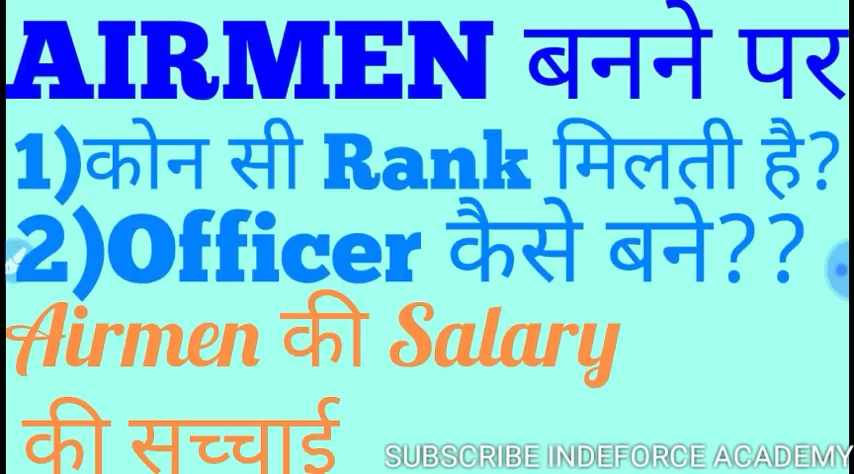 AIRMEN बनने पर
1)कोन सी Rank मिलती है?
2)Officer कैसे बने??
Airmen की Salary
की सच्चाई
SUBSCRIBE INDEFORCE ACADEMY